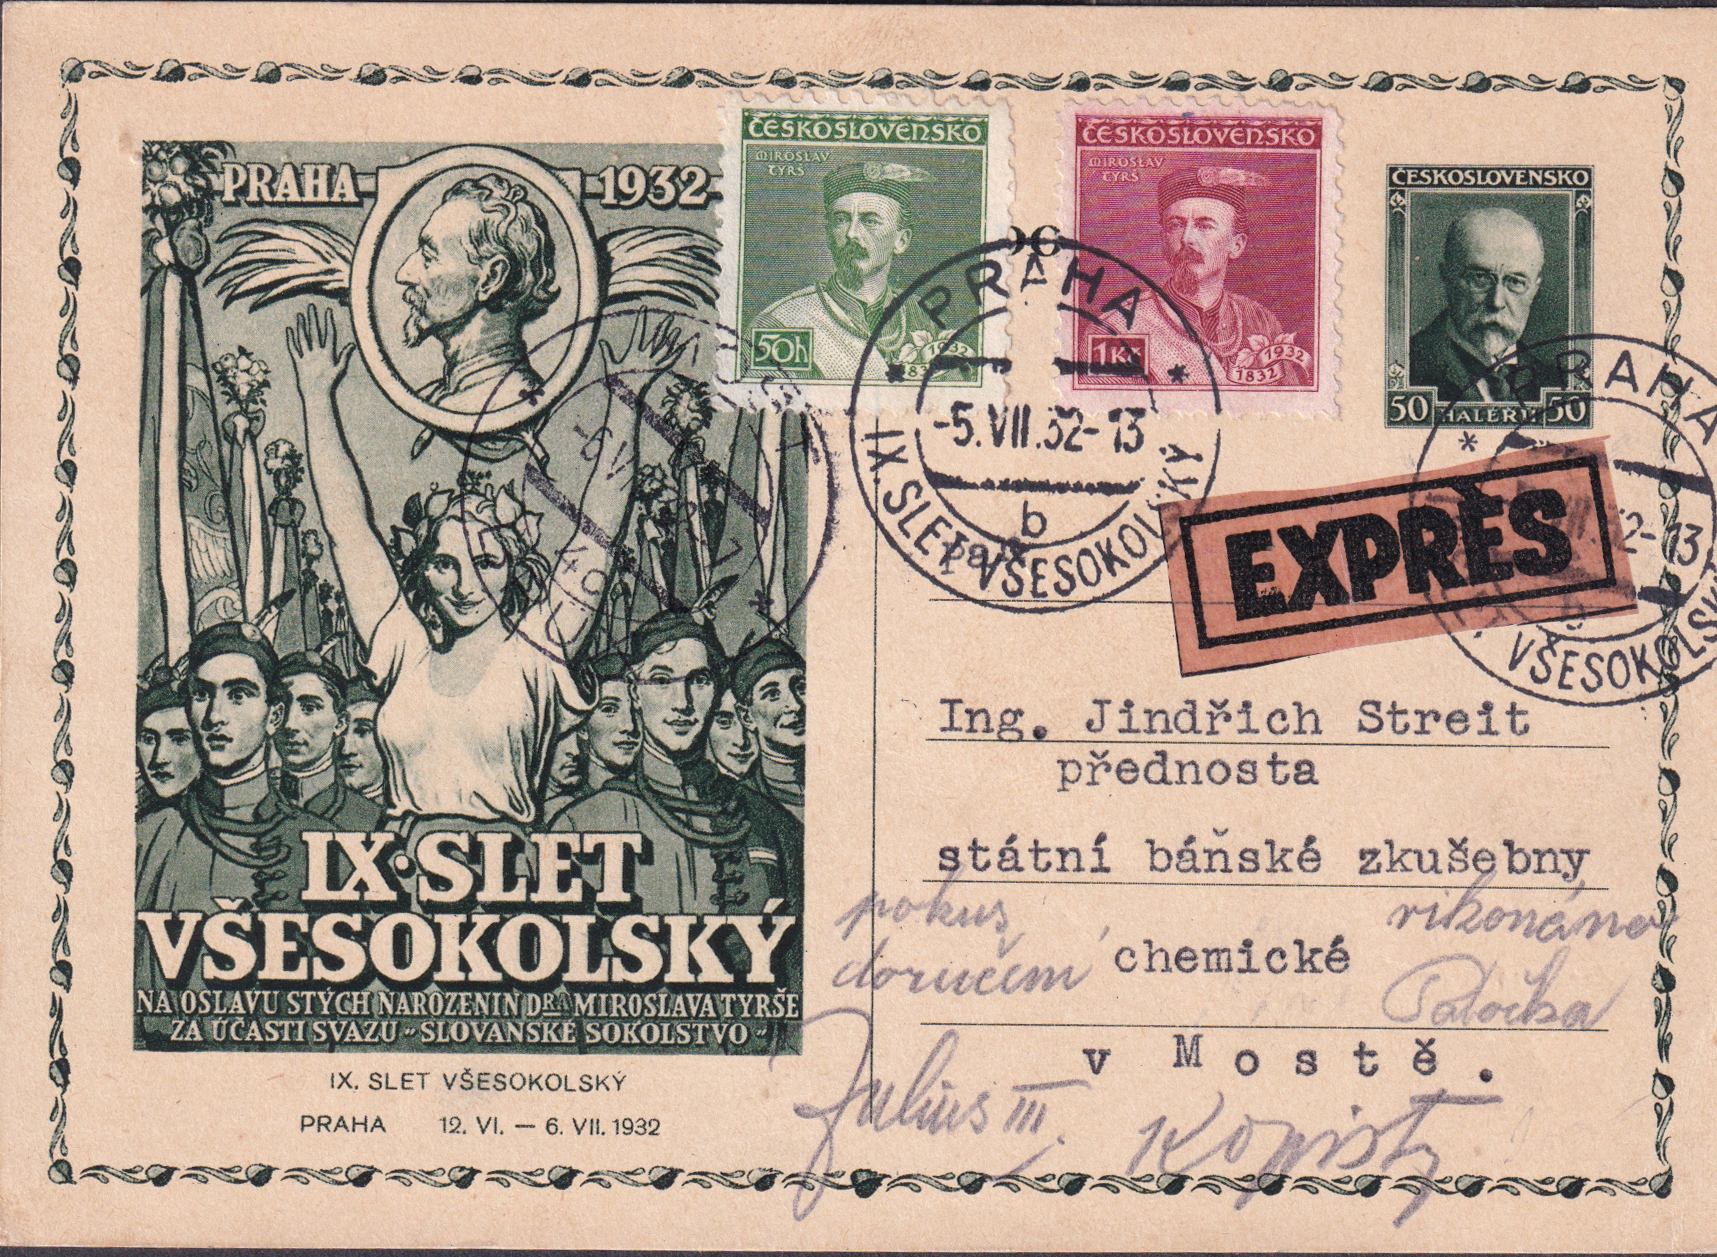 PRAHA 1932
ČESKOSLOVENSKO
MIROSLAV
TYRŠ
50h
1932
ČESKOSLOVENSKO
MIROSLAV
TYRŠ
1Kč
1932
1832
ČESKOSLOVENSKO
50 HALÉŘŮ 50
PRAHA
-5.VII.32-13
b
IX. SLET VŠESOKOLSKÝ
PRAHA
VŠESOKOLSKÝ
EXPRÈS
Ing. Jindřich Streit
přednosta
státní báňské zkušebny
chemické
v Mostě.
pokus
doručení
Julius III.
Kopisty
IX. SLET
VŠESOKOLSKÝ
NA OSLAVU STÝCH NAROZENIN DRA MIROSLAVA TYRŠE
ZA ÚČASTI SVAZU „SLOVANSKÉ SOKOLSTVO“
IX. SLET VŠESOKOLSKÝ
PRAHA 12. VI. — 6. VII. 1932